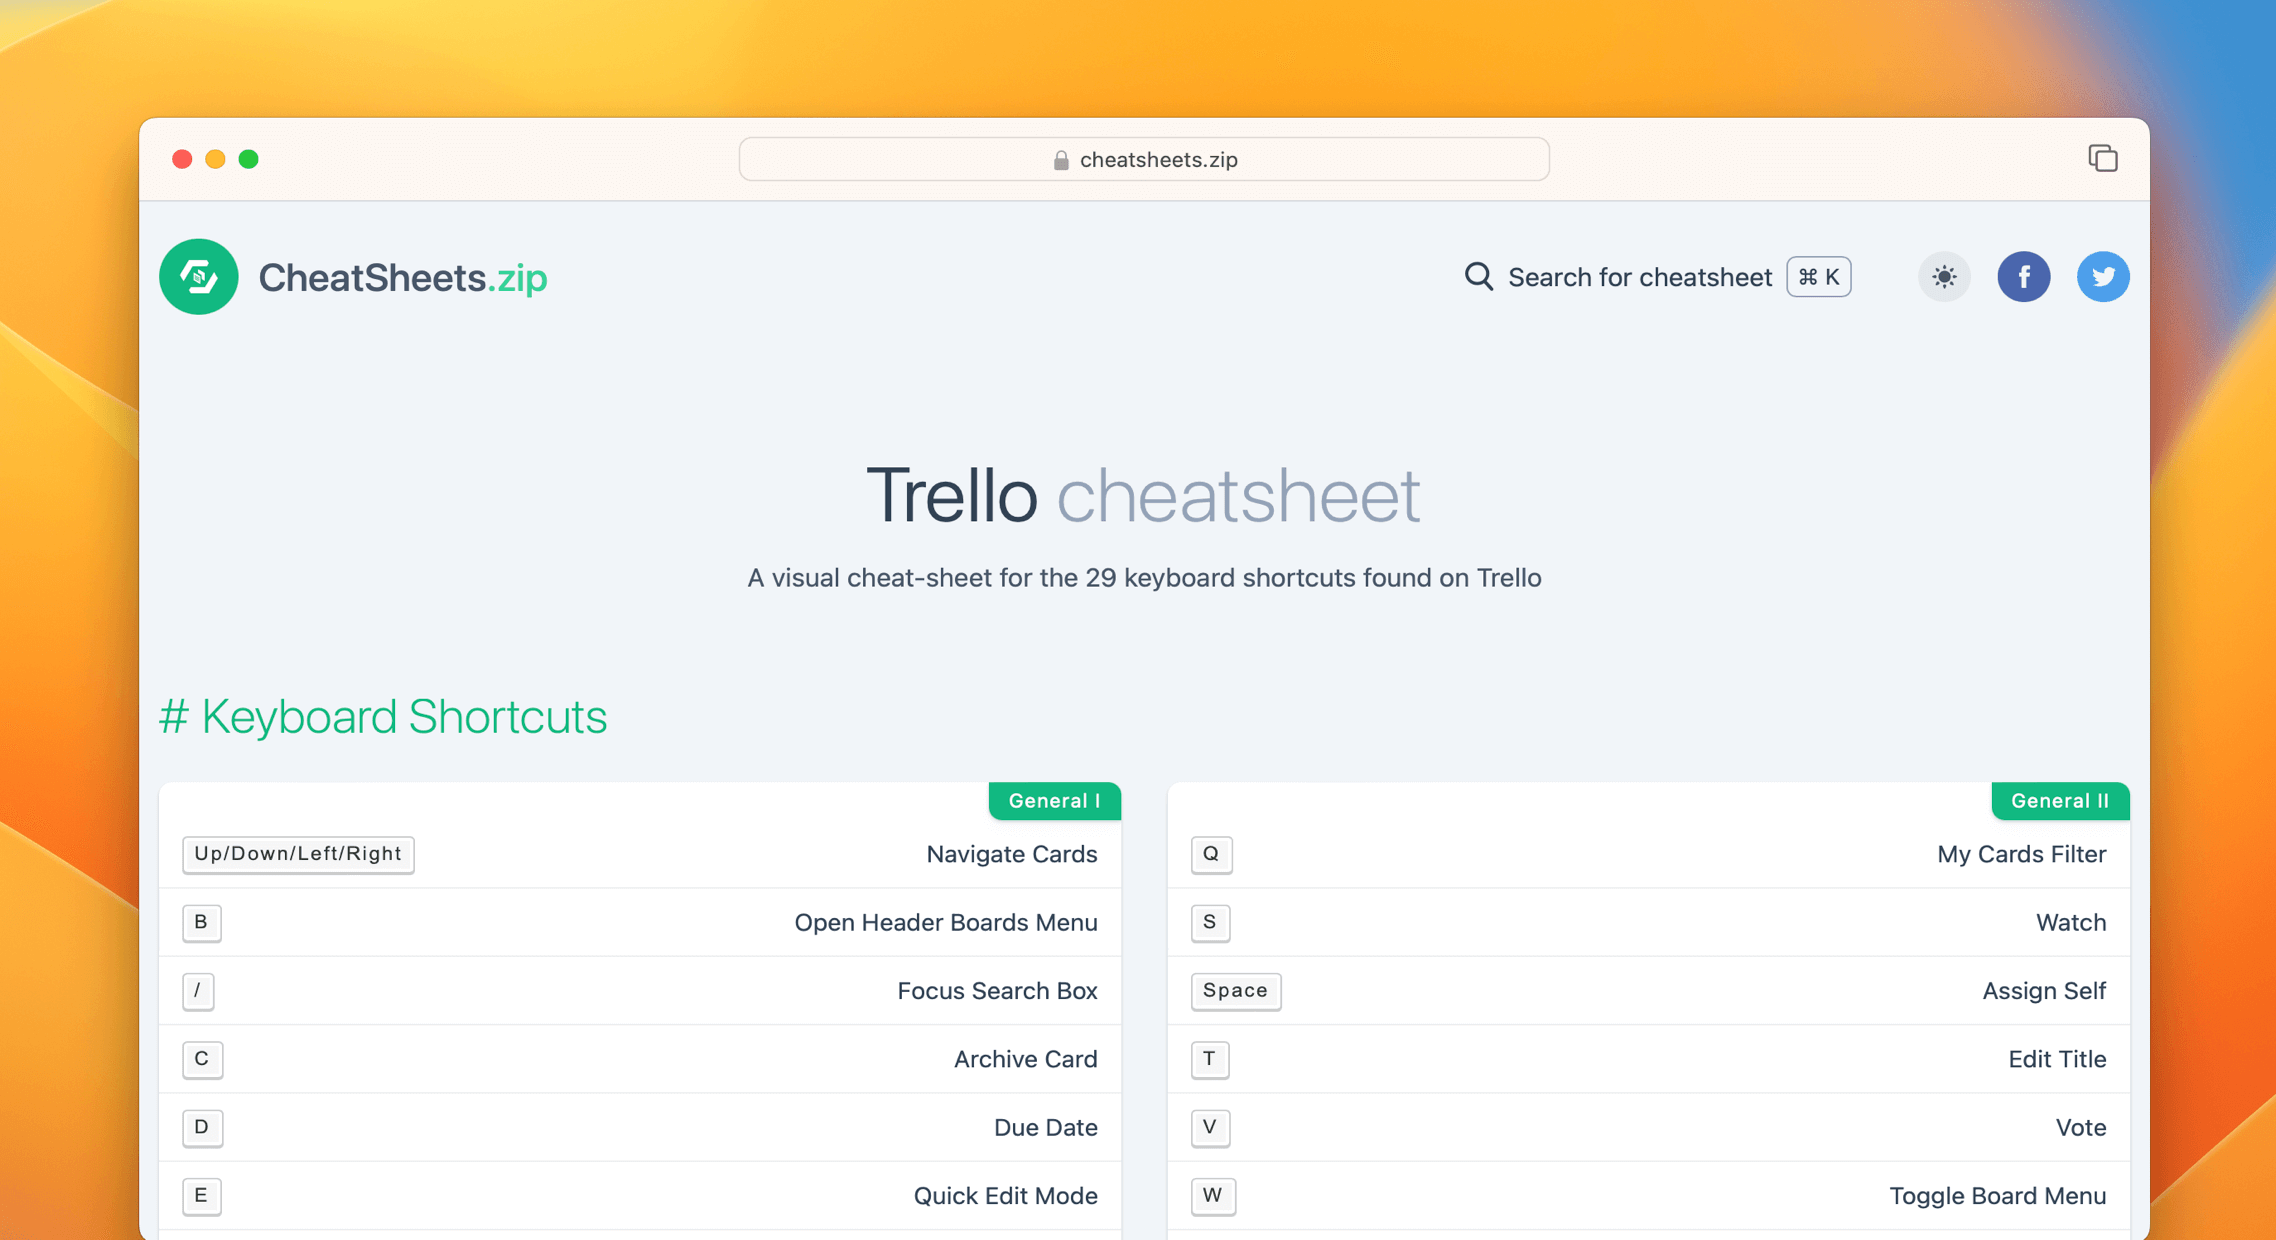 cheatsheets.zip
CheatSheets.zip
Search for cheatsheet ⌘ K
f
Trello cheatsheet
A visual cheat-sheet for the 29 keyboard shortcuts found on Trello
# Keyboard Shortcuts
General I
Up/Down/Left/Right Navigate Cards
B Open Header Boards Menu
/ Focus Search Box
C Archive Card
D Due Date
E Quick Edit Mode
General II
Q My Cards Filter
S Watch
Space Assign Self
T Edit Title
V Vote
W Toggle Board Menu